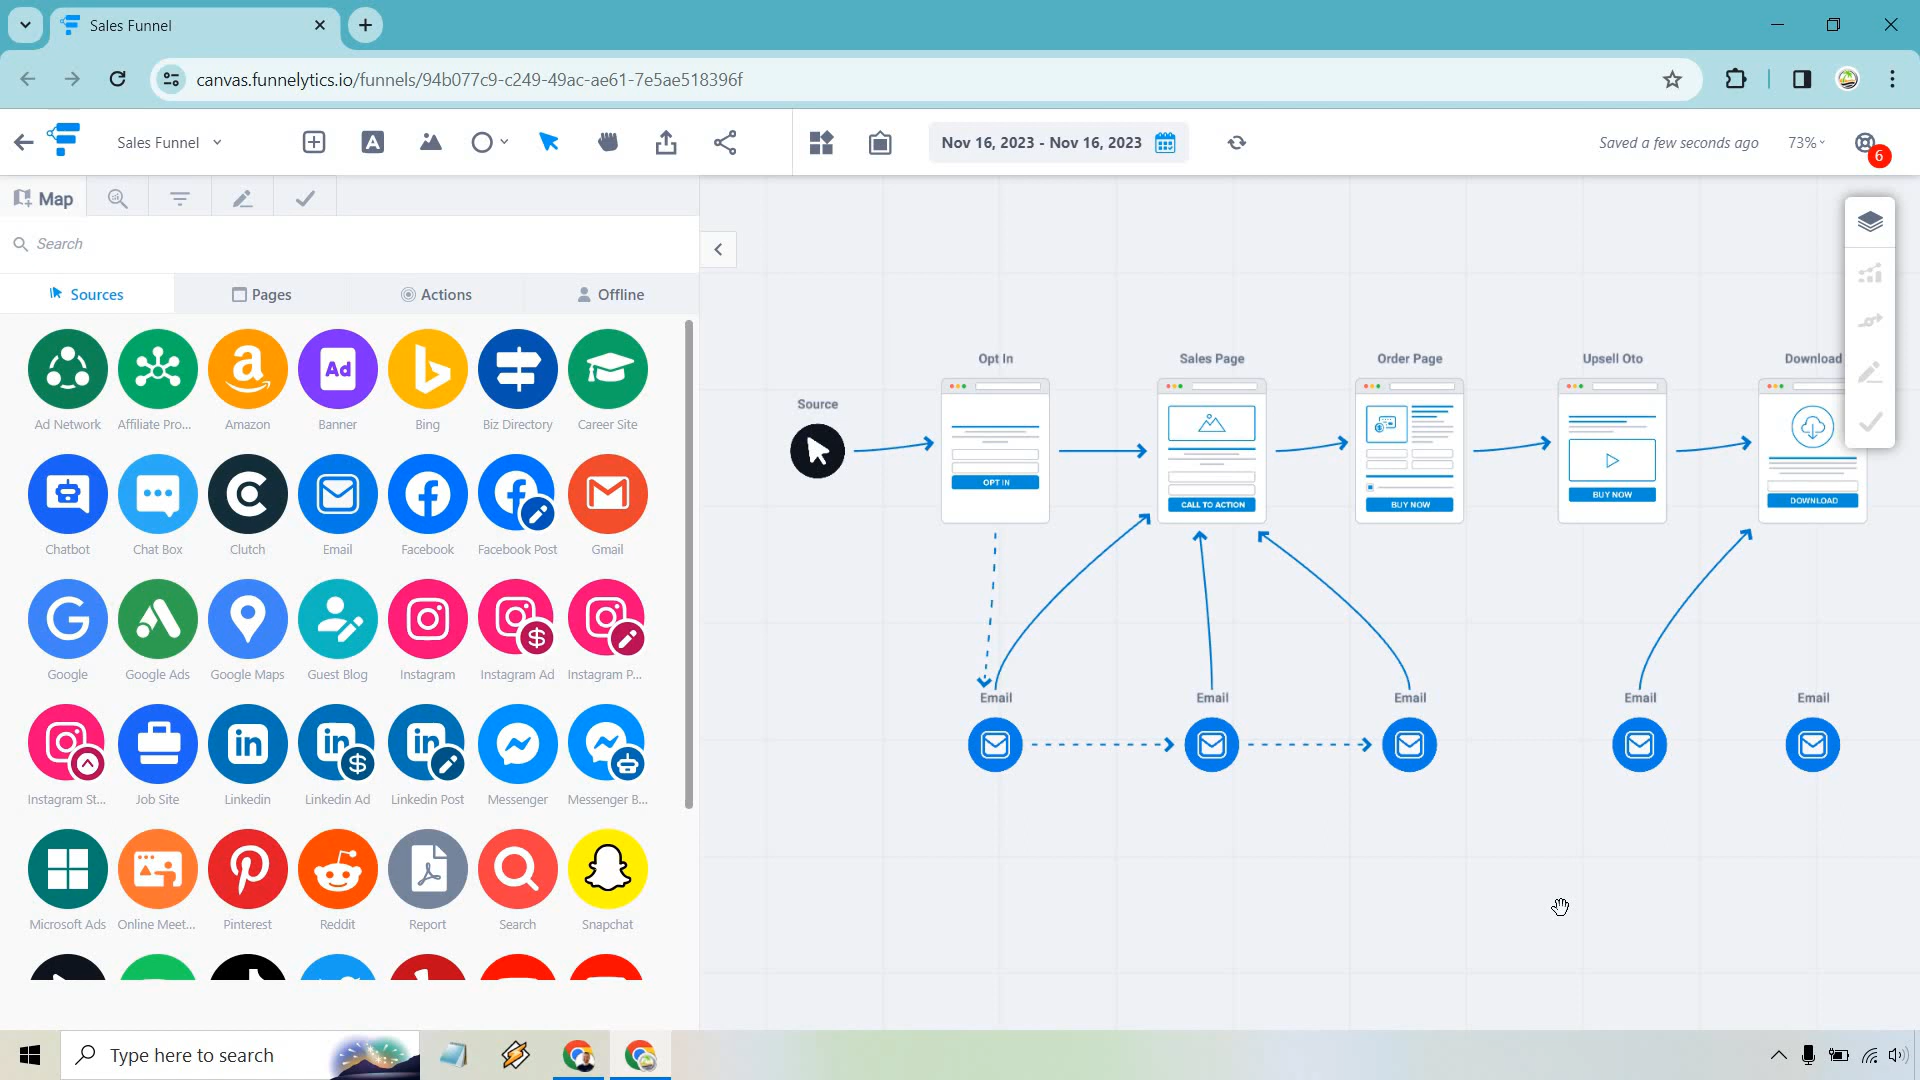 Sales Funnel
canvas.funnelytics.io/funnels/94b077c9-c249-49ac-ae61-7e5ae518396f
Sales Funnel
A
Nov 16, 2023 - Nov 16, 2023
Saved a few seconds ago
73%
6
Map
Search
Sources
Pages
Actions
Offline
Ad
Ad Network
Affiliate Pro...
Amazon
Banner
Bing
Biz Directory
Career Site
Chatbot
Chat Box
Clutch
Email
Facebook
Facebook Post
Gmail
Google
Google Ads
Google Maps
Guest Blog
Instagram
Instagram Ad
Instagram P...
Instagram St...
Job Site
Linkedin
Linkedin Ad
Linkedin Post
Messenger
Messenger B...
Microsoft Ads
Online Meet...
Pinterest
Reddit
Report
Search
Snapchat
Source
Opt In
OPT IN
Sales Page
CALL TO ACTION
Order Page
BUY NOW
Upsell Oto
BUY NOW
Download
DOWNLOAD
Email
Email
Email
Email
Email
Type here to search